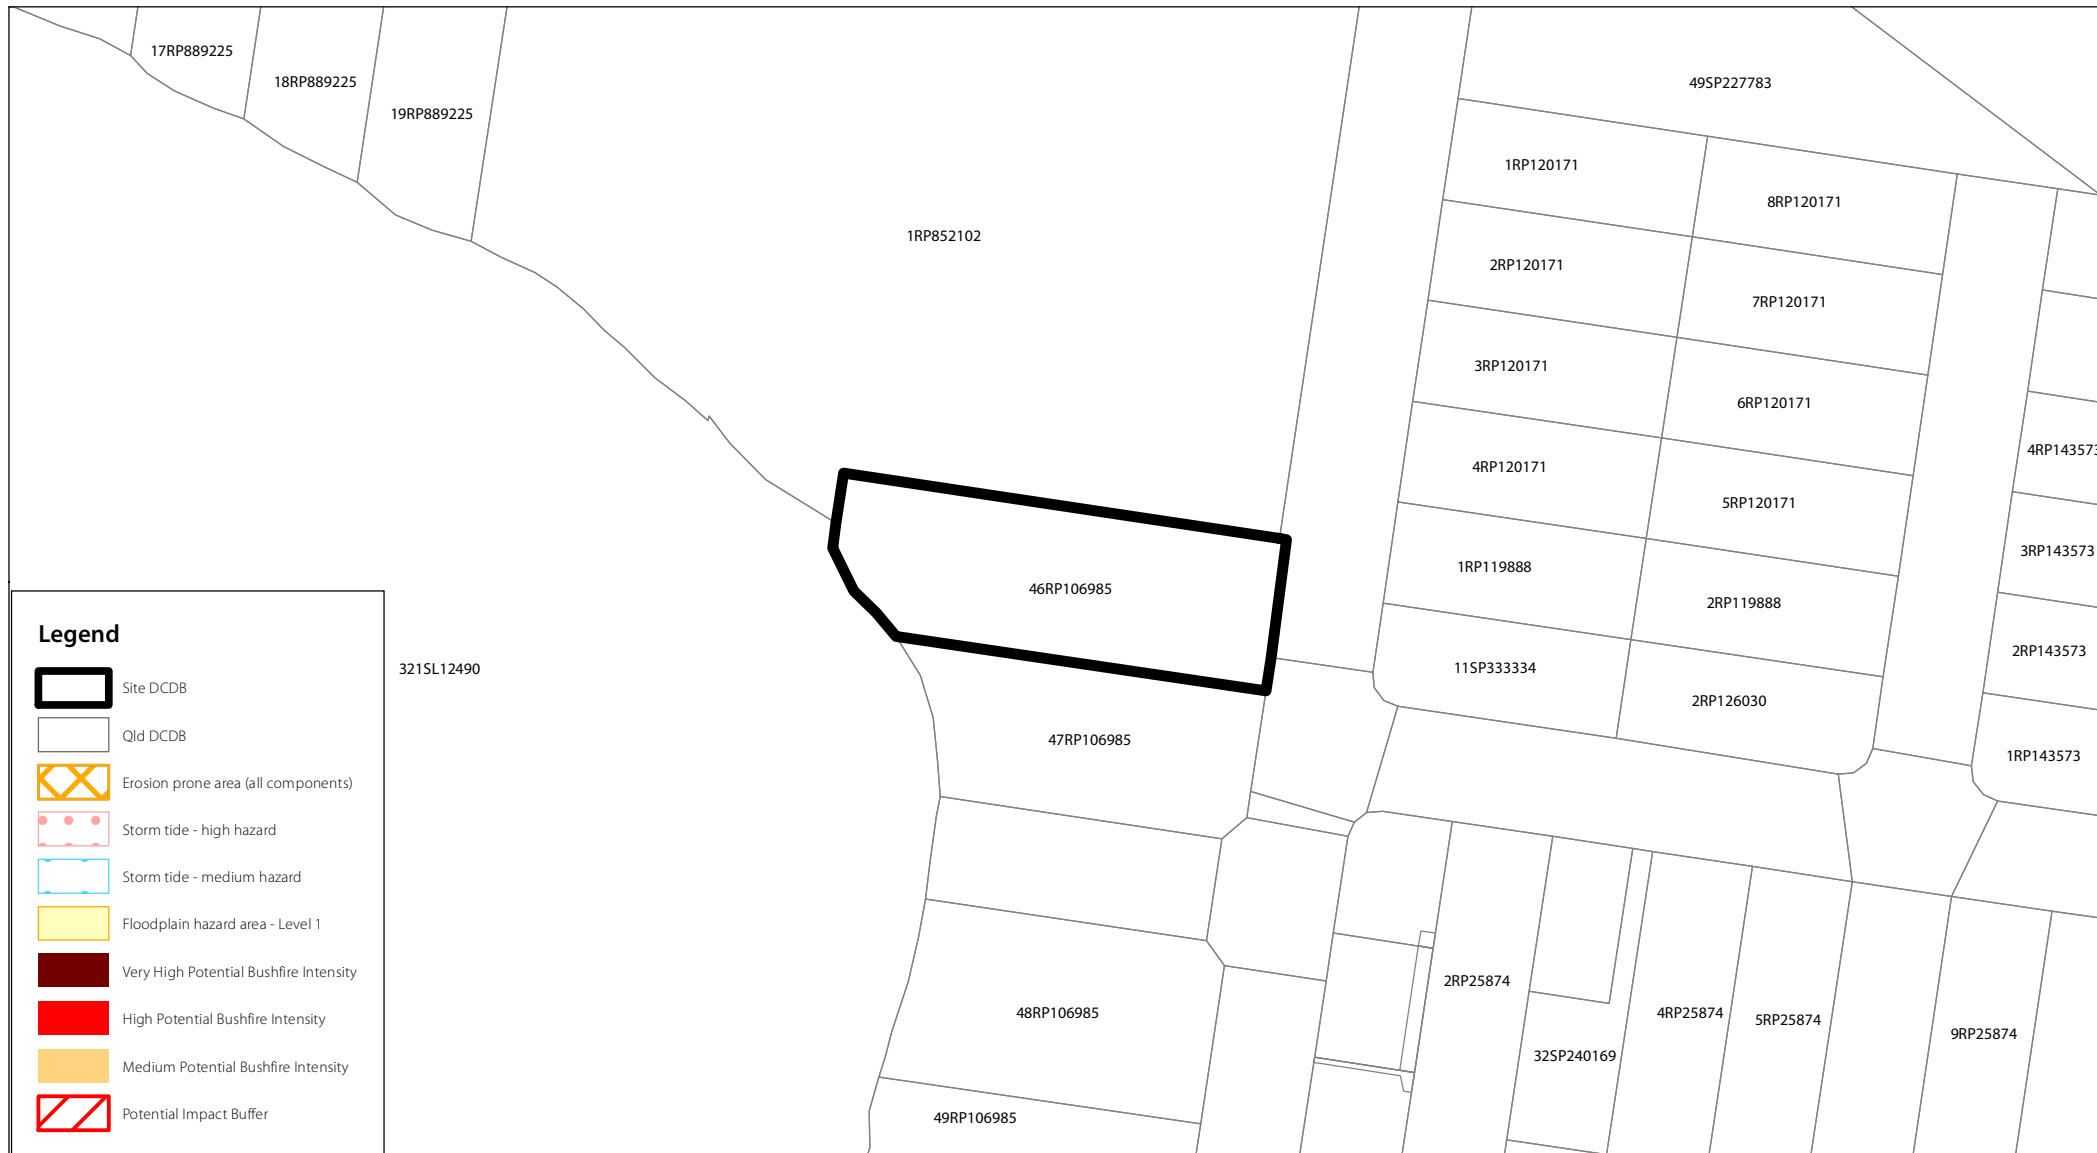 17RP889225
18RP889225
19RP889225
49SP227783
1RP120171
8RP120171
1RP852102
2RP120171
7RP120171
3RP120171
6RP120171
4RP143573
4RP120171
5RP120171
3RP143573
1RP119888
46RP106985
2RP119888
Legend
2RP143573
321SL12490
11SP333334
Site DCDB
2RP126030
Qld DCDB
47RP106985
1RP143573
Erosion prone area (all components)
Storm tide - high hazard
Storm tide - medium hazard
Floodplain hazard area - Level 1
Very High Potential Bushfire Intensity
2RP25874
48RP106985
4RP25874
High Potential Bushfire Intensity
5RP25874
9RP25874
32SP240169
Medium Potential Bushfire Intensity
Potential Impact Buffer
49RP106985